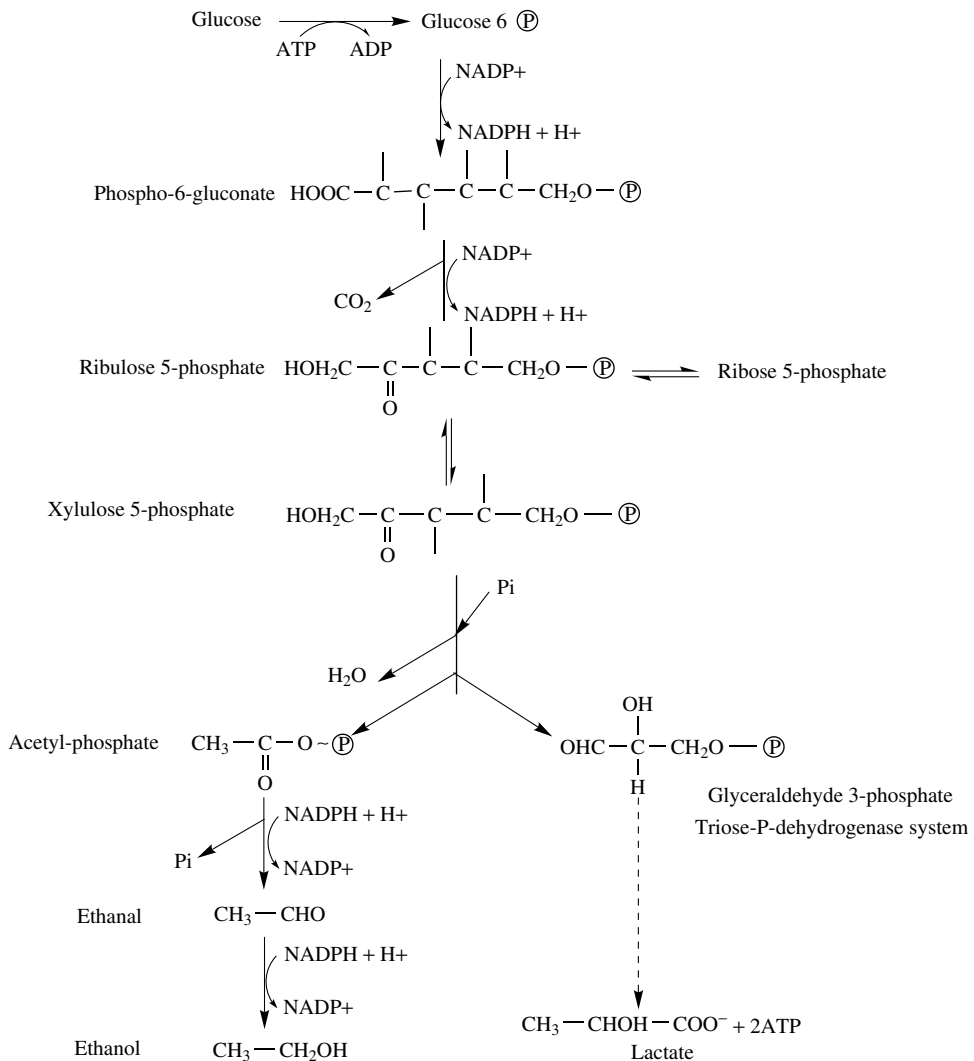 Glucose Glucose 6 Ⓟ
ATP ADP
NADP+
NADPH + H+
Phospho-6-gluconate HOOC — C — C — C — C — CH₂O — Ⓟ
NADP+
CO₂
NADPH + H+
Ribulose 5-phosphate HOH₂C — C — C — C — CH₂O — Ⓟ Ribose 5-phosphate
O
Xylulose 5-phosphate HOH₂C — C — C — C — CH₂O — Ⓟ
O
Pi
H₂O
OH
Acetyl-phosphate CH₃ — C — O ~ Ⓟ OHC — C — CH₂O — Ⓟ
O H
Glyceraldehyde 3-phosphate
NADPH + H+ Triose-P-dehydrogenase system
Pi
NADP+
Ethanal CH₃ — CHO
NADPH + H+
NADP+
CH₃ — CHOH — COO⁻ + 2ATP
Ethanol CH₃ — CH₂OH Lactate